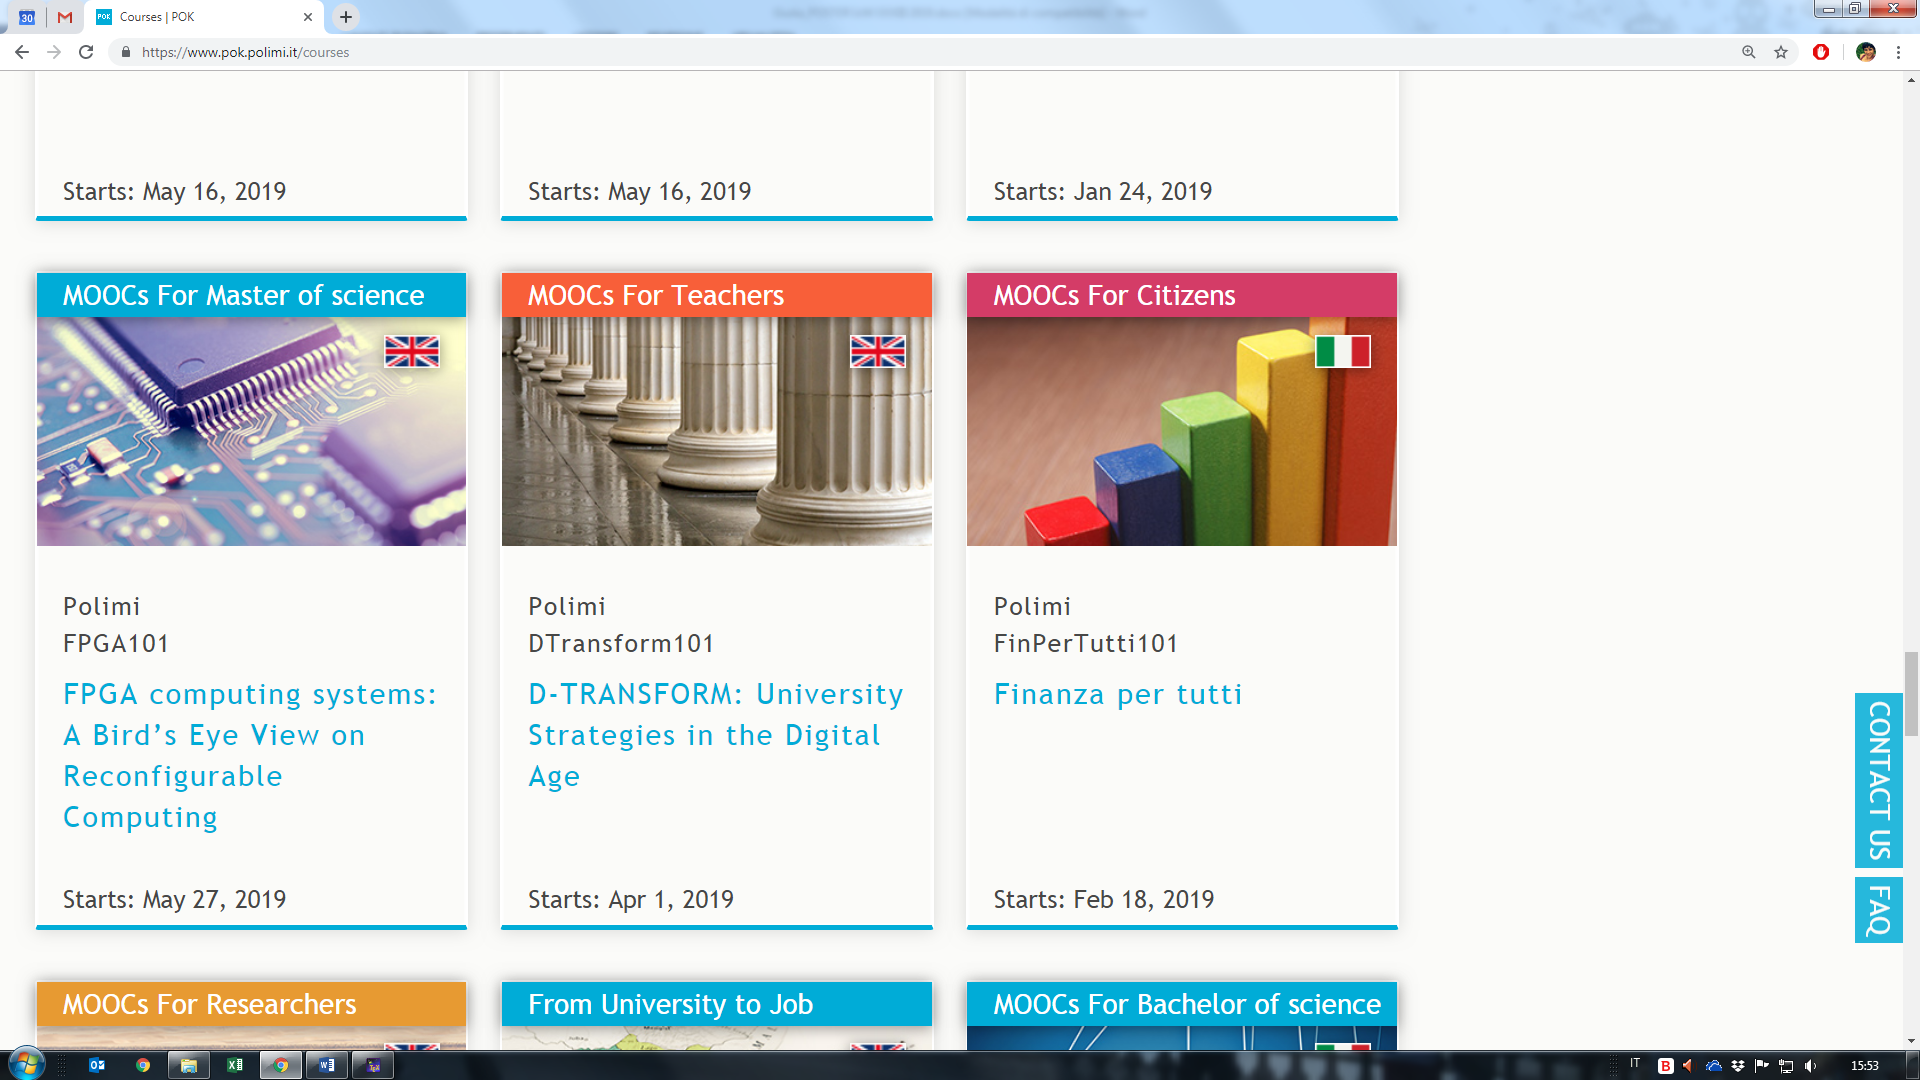 30
Courses | POK
https://www.pok.polimi.it/courses
Starts: May 16, 2019
Starts: May 16, 2019
Starts: Jan 24, 2019
MOOCs For Master of science
Polimi
FPGA101
FPGA computing systems:
A Bird’s Eye View on
Reconfigurable
Computing
Starts: May 27, 2019
MOOCs For Teachers
Polimi
DTransform101
D-TRANSFORM: University
Strategies in the Digital
Age
Starts: Apr 1, 2019
MOOCs For Citizens
Polimi
FinPerTutti101
Finanza per tutti
Starts: Feb 18, 2019
MOOCs For Researchers
From University to Job
MOOCs For Bachelor of science
CONTACT US
FAQ
IT
15:53